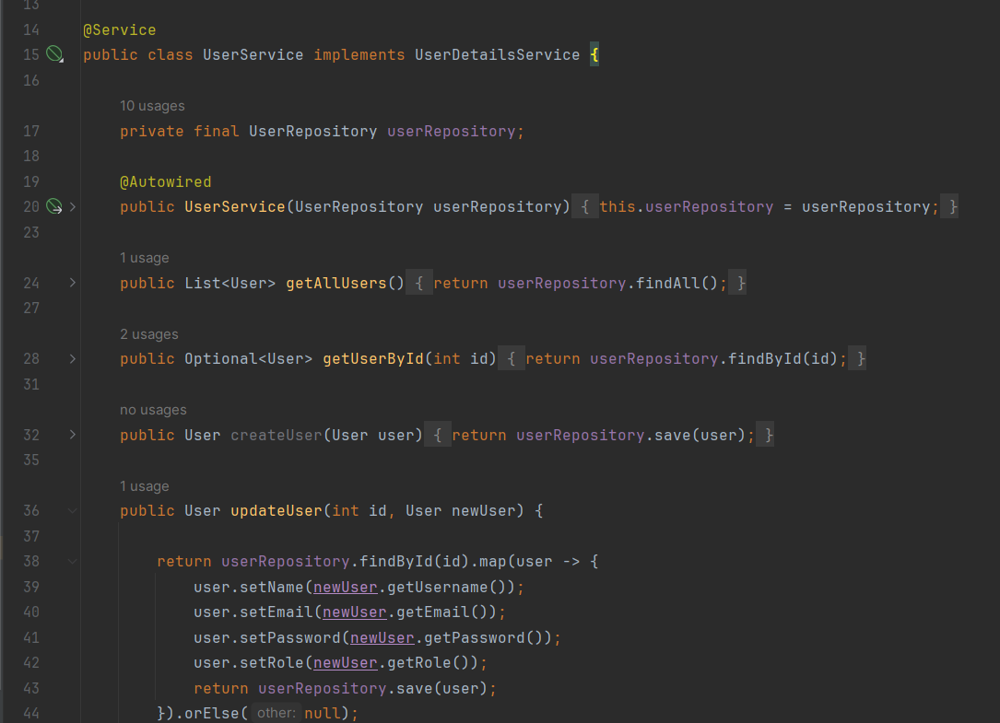 13
14 @Service
15 public class UserService implements UserDetailsService {
16
10 usages
17 private final UserRepository userRepository;
18
19 @Autowired
20 public UserService(UserRepository userRepository) { this.userRepository = userRepository; }
23
1 usage
24 public List<User> getAllUsers() { return userRepository.findAll(); }
27
2 usages
28 public Optional<User> getUserById(int id) { return userRepository.findById(id); }
31
no usages
32 public User createUser(User user) { return userRepository.save(user); }
35
1 usage
36 public User updateUser(int id, User newUser) {
37
38 return userRepository.findById(id).map(user -> {
39 user.setName(newUser.getUsername());
40 user.setEmail(newUser.getEmail());
41 user.setPassword(newUser.getPassword());
42 user.setRole(newUser.getRole());
43 return userRepository.save(user);
44 }).orElse( other: null);